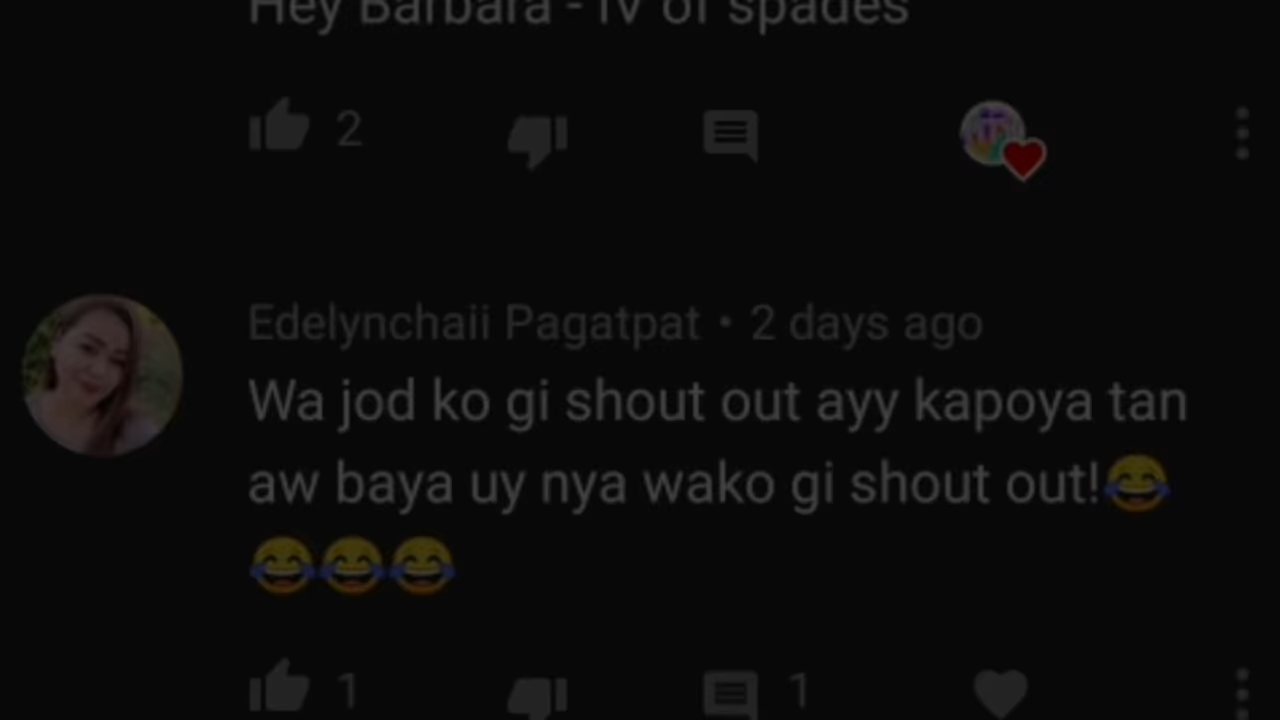 Hey Barbara - IV of spades
2
Edelynchaii Pagatpat • 2 days ago
Wa jod ko gi shout out ayy kapoya tan
aw baya uy nya wako gi shout out!😂
😂😂😂
1 1